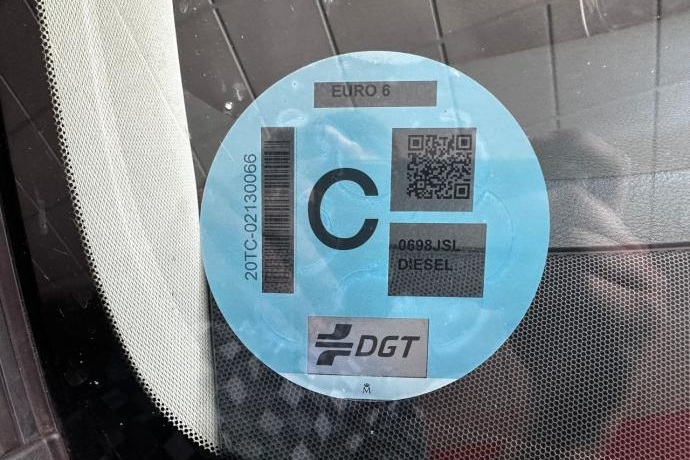 EURO 6
20TC-02130066
C
0698JSL
DIESEL
DGT
M